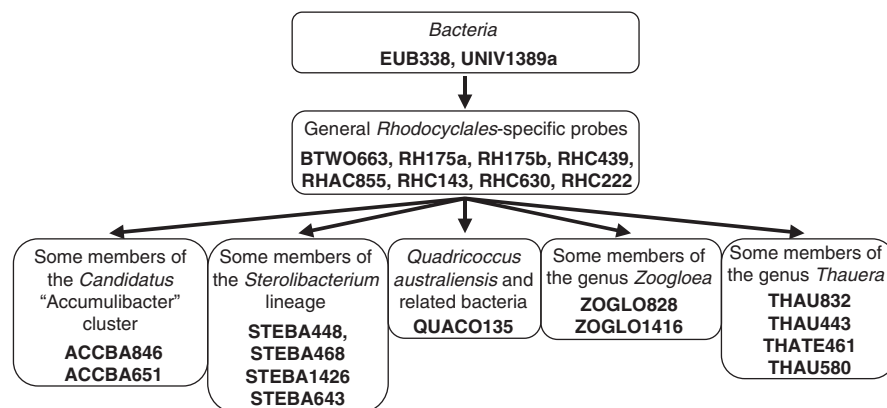 Bacteria
EUB338, UNIV1389a
General Rhodocyclales-specific probes
BTWO663, RH175a, RH175b, RHC439,
RHAC855, RHC143, RHC630, RHC222
Some members of
the Candidatus
“Accumulibacter”
cluster
ACCBA846
ACCBA651
Some members of
the Sterolibacterium
lineage
STEBA448,
STEBA468
STEBA1426
STEBA643
Quadricoccus
australiensis and
related bacteria
QUACO135
Some members of
the genus Zoogloea
ZOGLO828
ZOGLO1416
Some members of
the genus Thauera
THAU832
THAU443
THATE461
THAU580